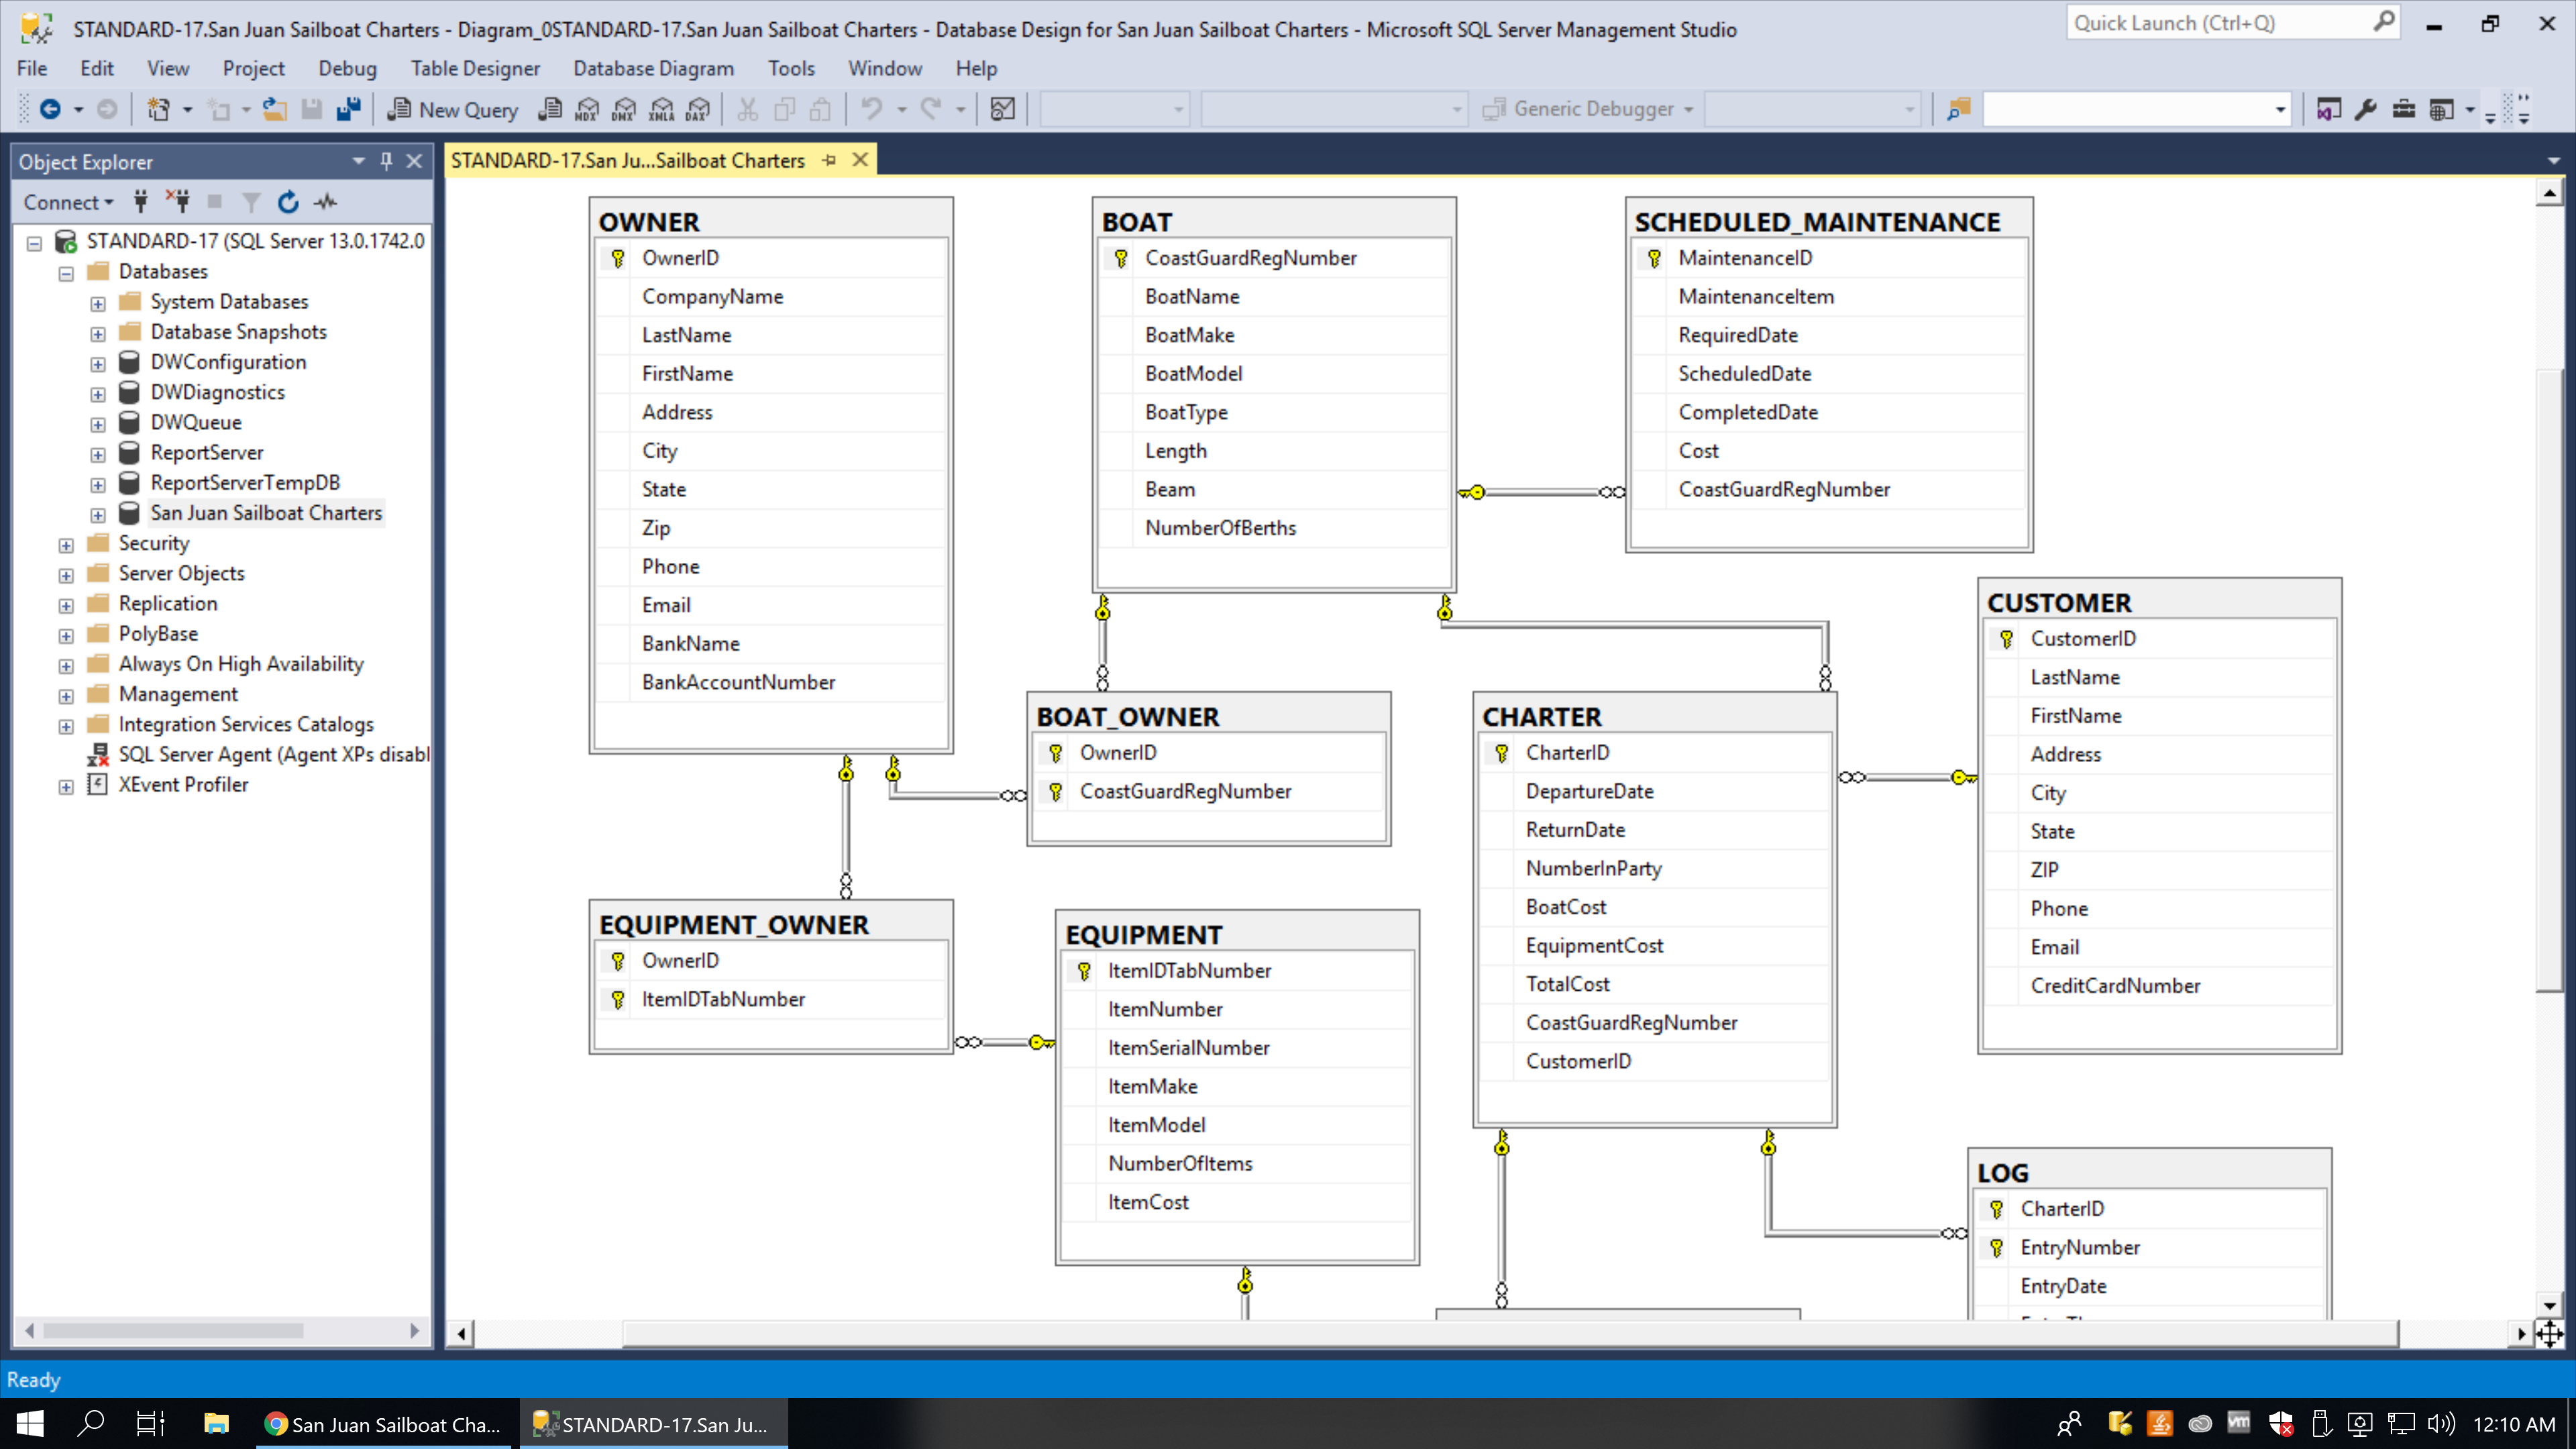 STANDARD-17.San Juan Sailboat Charters - Diagram_0STANDARD-17.San Juan Sailboat Charters - Database Design for San Juan Sailboat Charters - Microsoft SQL Server Management Studio
Quick Launch (Ctrl+Q)
File Edit View Project Debug Table Designer Database Diagram Tools Window Help
New Query MDX DMX XMLA DAX Generic Debugger
Object Explorer
STANDARD-17.San Ju...Sailboat Charters
Connect
STANDARD-17 (SQL Server 13.0.1742.0
Databases
System Databases
Database Snapshots
DWConfiguration
DWDiagnostics
DWQueue
ReportServer
ReportServerTempDB
San Juan Sailboat Charters
Security
Server Objects
Replication
PolyBase
Always On High Availability
Management
Integration Services Catalogs
SQL Server Agent (Agent XPs disabl
XEvent Profiler
OWNER
OwnerID
CompanyName
LastName
FirstName
Address
City
State
Zip
Phone
Email
BankName
BankAccountNumber
BOAT
CoastGuardRegNumber
BoatName
BoatMake
BoatModel
BoatType
Length
Beam
NumberOfBerths
SCHEDULED_MAINTENANCE
MaintenanceID
MaintenanceItem
RequiredDate
ScheduledDate
CompletedDate
Cost
CoastGuardRegNumber
CUSTOMER
CustomerID
LastName
FirstName
Address
City
State
ZIP
Phone
Email
CreditCardNumber
BOAT_OWNER
OwnerID
CoastGuardRegNumber
CHARTER
CharterID
DepartureDate
ReturnDate
NumberInParty
BoatCost
EquipmentCost
TotalCost
CoastGuardRegNumber
CustomerID
EQUIPMENT_OWNER
OwnerID
ItemIDTabNumber
EQUIPMENT
ItemIDTabNumber
ItemNumber
ItemSerialNumber
ItemMake
ItemModel
NumberOfItems
ItemCost
LOG
CharterID
EntryNumber
EntryDate
Ready
San Juan Sailboat Cha...
STANDARD-17.San Ju...
vm
12:10 AM